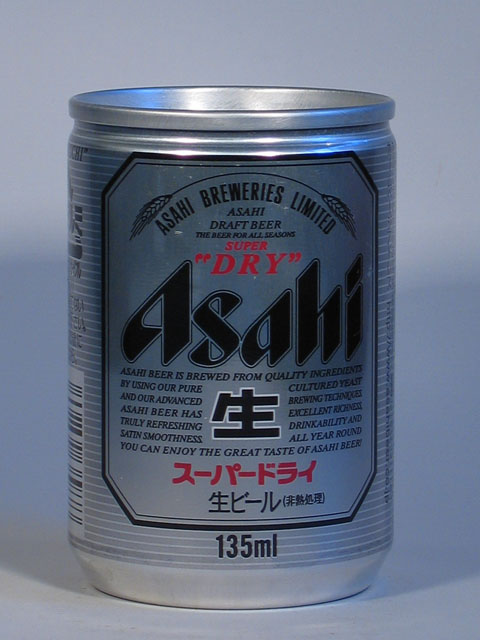 ASAHI BREWERIES LIMITED
ASAHI
DRAFT BEER
THE BEER FOR ALL SEASONS
SUPER
"DRY"
Asahi
ASAHI BEER IS BREWED FROM QUALITY INGREDIENTS
BY USING OUR PURE CULTURED YEAST
AND OUR ADVANCED BREWING TECHNIQUES.
ASAHI BEER HAS EXCELLENT RICHNESS,
TRULY REFRESHING DRINKABILITY AND
SATIN SMOOTHNESS. ALL YEAR ROUND
YOU CAN ENJOY THE GREAT TASTE OF ASAHI BEER!
生
スーパードライ
生ビール(非熱処理)
135ml